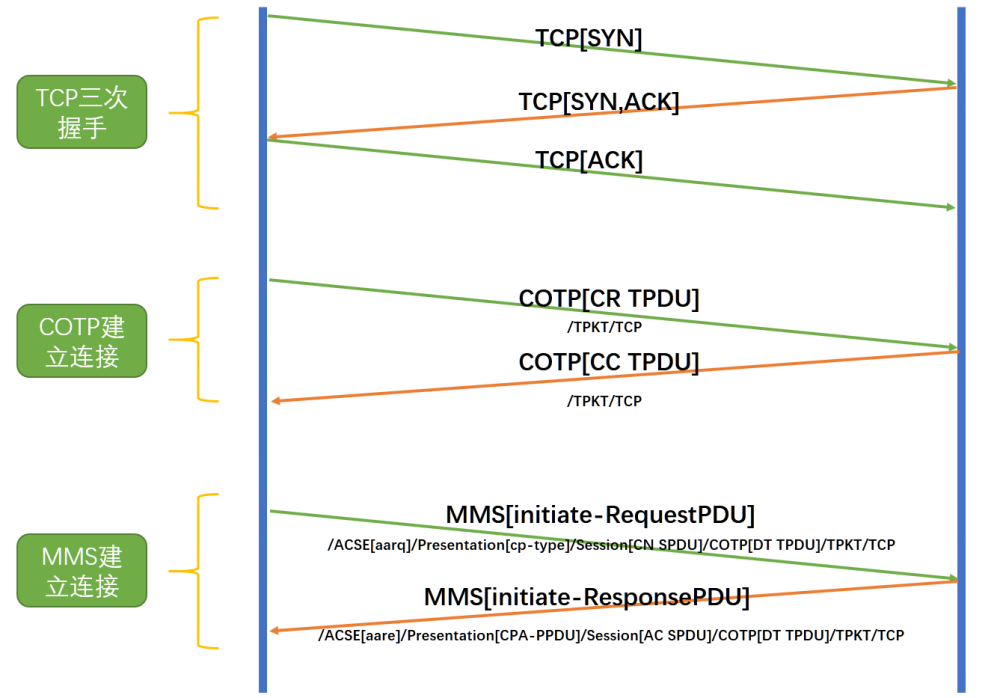 TCP三次
握手
TCP[SYN]
TCP[SYN,ACK]
TCP[ACK]
COTP建
立连接
COTP[CR TPDU]
/TPKT/TCP
COTP[CC TPDU]
/TPKT/TCP
MMS建
立连接
MMS[initiate-RequestPDU]
/ACSE[aarq]/Presentation[cp-type]/Session[CN SPDU]/COTP[DT TPDU]/TPKT/TCP
MMS[initiate-ResponsePDU]
/ACSE[aare]/Presentation[CPA-PPDU]/Session[AC SPDU]/COTP[DT TPDU]/TPKT/TCP